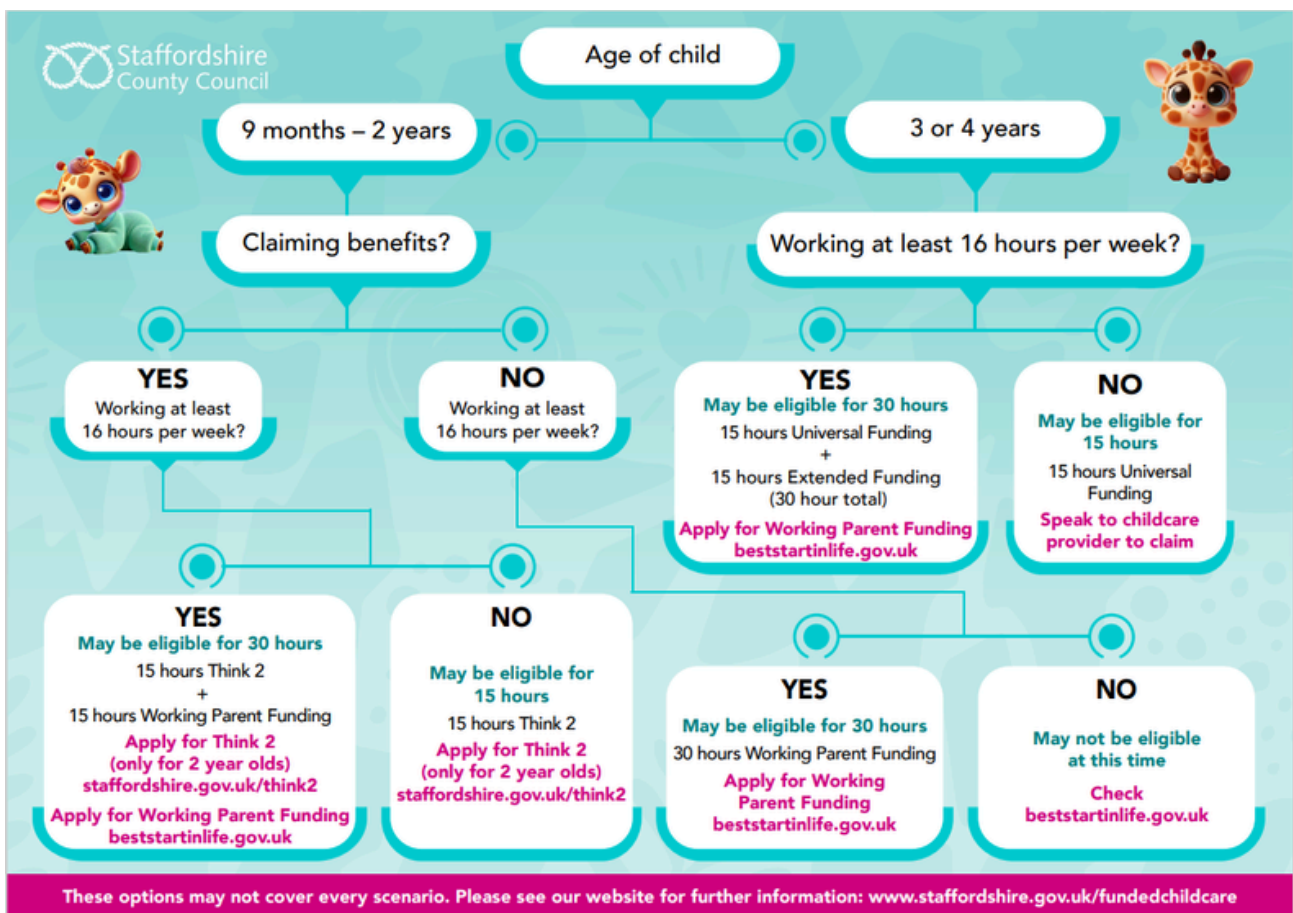 Staffordshire
County Council
Age of child
9 months – 2 years
3 or 4 years
Claiming benefits?
Working at least 16 hours per week?
YES
Working at least
16 hours per week?
NO
Working at least
16 hours per week?
YES
May be eligible for 30 hours
15 hours Universal Funding
+
15 hours Extended Funding
(30 hour total)
Apply for Working Parent Funding
beststartinlife.gov.uk
NO
May be eligible for
15 hours
15 hours Universal
Funding
Speak to childcare
provider to claim
YES
May be eligible for 30 hours
15 hours Think 2
+
15 hours Working Parent Funding
Apply for Think 2
(only for 2 year olds)
staffordshire.gov.uk/think2
Apply for Working Parent Funding
beststartinlife.gov.uk
NO
May be eligible for
15 hours
15 hours Think 2
Apply for Think 2
(only for 2 year olds)
staffordshire.gov.uk/think2
YES
May be eligible for 30 hours
30 hours Working Parent Funding
Apply for Working
Parent Funding
beststartinlife.gov.uk
NO
May not be eligible
at this time
Check
beststartinlife.gov.uk
These options may not cover every scenario. Please see our website for further information: www.staffordshire.gov.uk/fundedchildcare